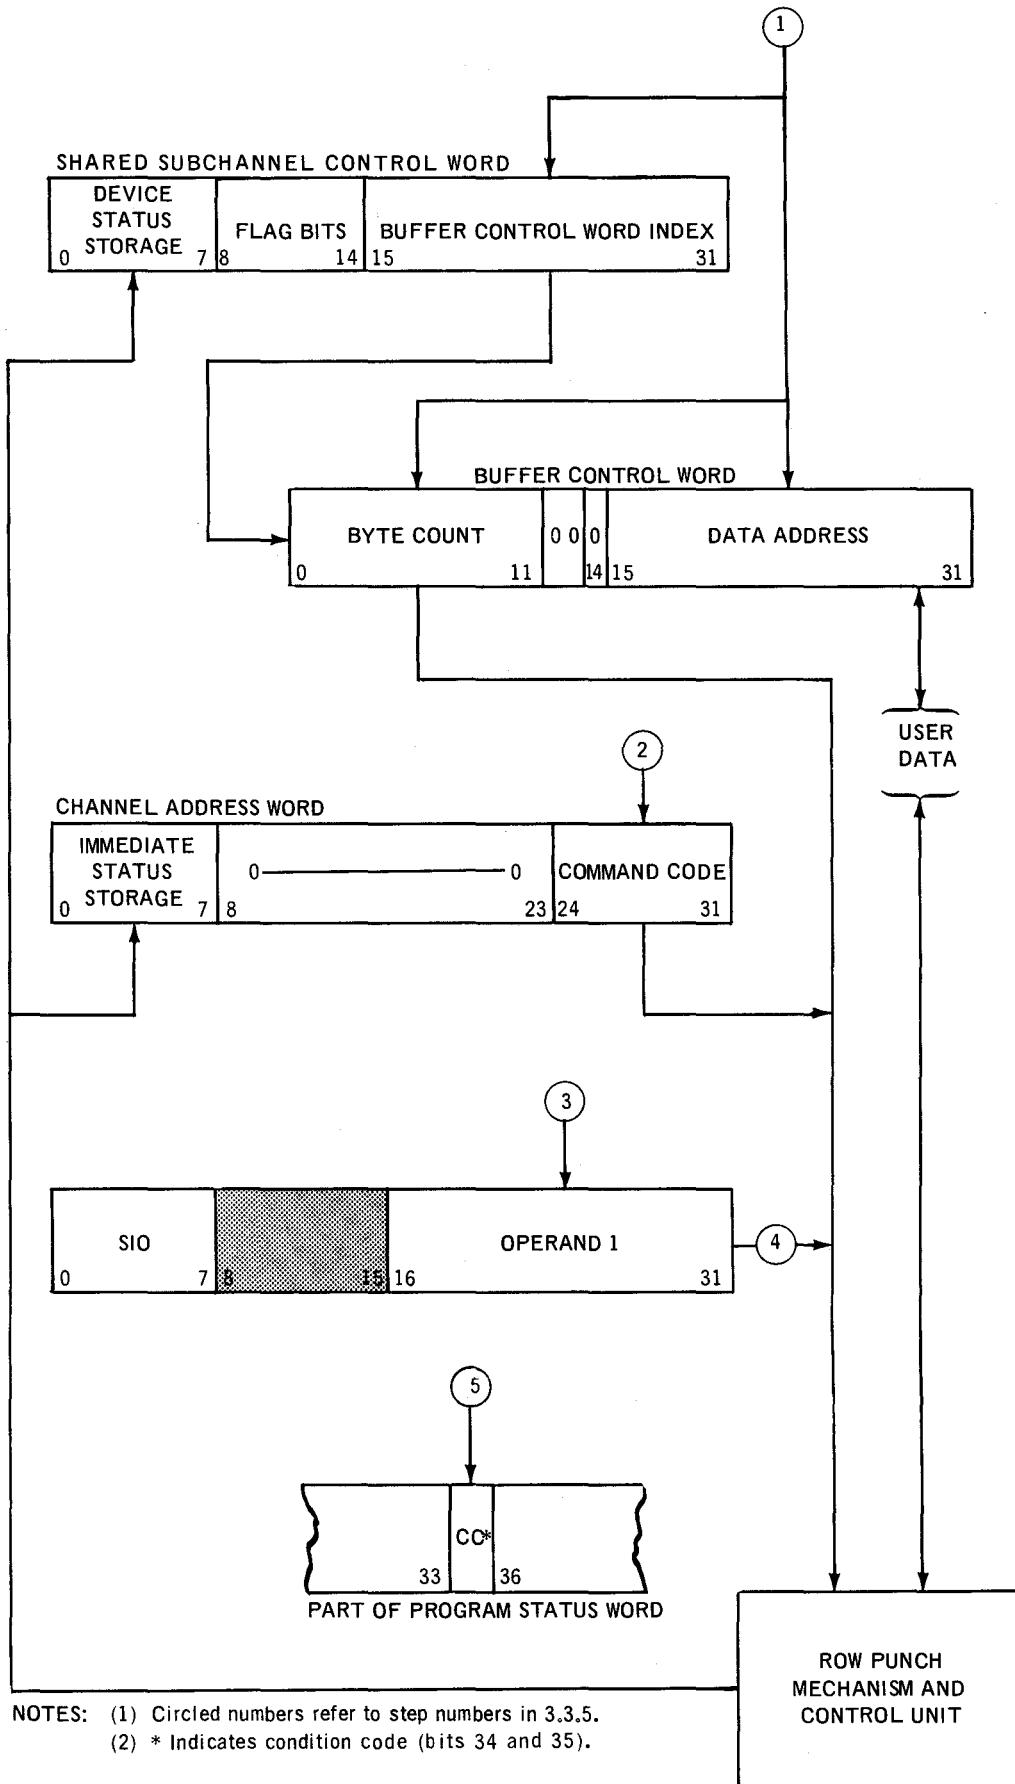 1
SHARED SUBCHANNEL CONTROL WORD
DEVICE
STATUS
STORAGE
0 7
FLAG BITS
8 14
BUFFER CONTROL WORD INDEX
15 31
BUFFER CONTROL WORD
BYTE COUNT
0 11
0 0
0
14
DATA ADDRESS
15 31
USER
DATA
2
CHANNEL ADDRESS WORD
IMMEDIATE
STATUS
STORAGE
0 7
0 0
8 23
COMMAND CODE
24 31
3
SIO
0 7
8 15
OPERAND 1
16 31
4
5
CC*
33 36
PART OF PROGRAM STATUS WORD
ROW PUNCH
MECHANISM AND
CONTROL UNIT
NOTES: (1) Circled numbers refer to step numbers in 3.3.5.
(2) * Indicates condition code (bits 34 and 35).